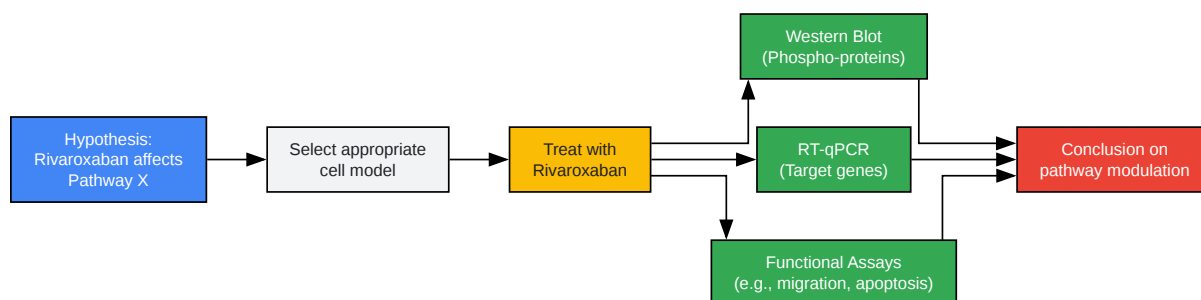 Hypothesis:
Rivaroxaban affects
Pathway X
Select appropriate
cell model
Treat with
Rivaroxaban
Western Blot
(Phospho-proteins)
RT-qPCR
(Target genes)
Functional Assays
(e.g., migration, apoptosis)
Conclusion on
pathway modulation